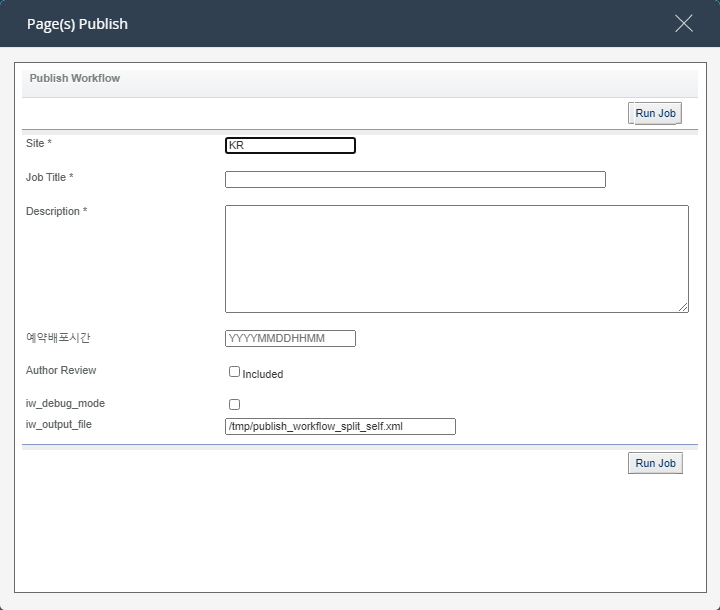 Page(s) Publish
Publish Workflow
Run Job
Site *
KR
Job Title *
Description *
예약배포시간
YYYYMMDDHHMM
Author Review
Included
iw_debug_mode
iw_output_file
/tmp/publish_workflow_split_self.xml
Run Job